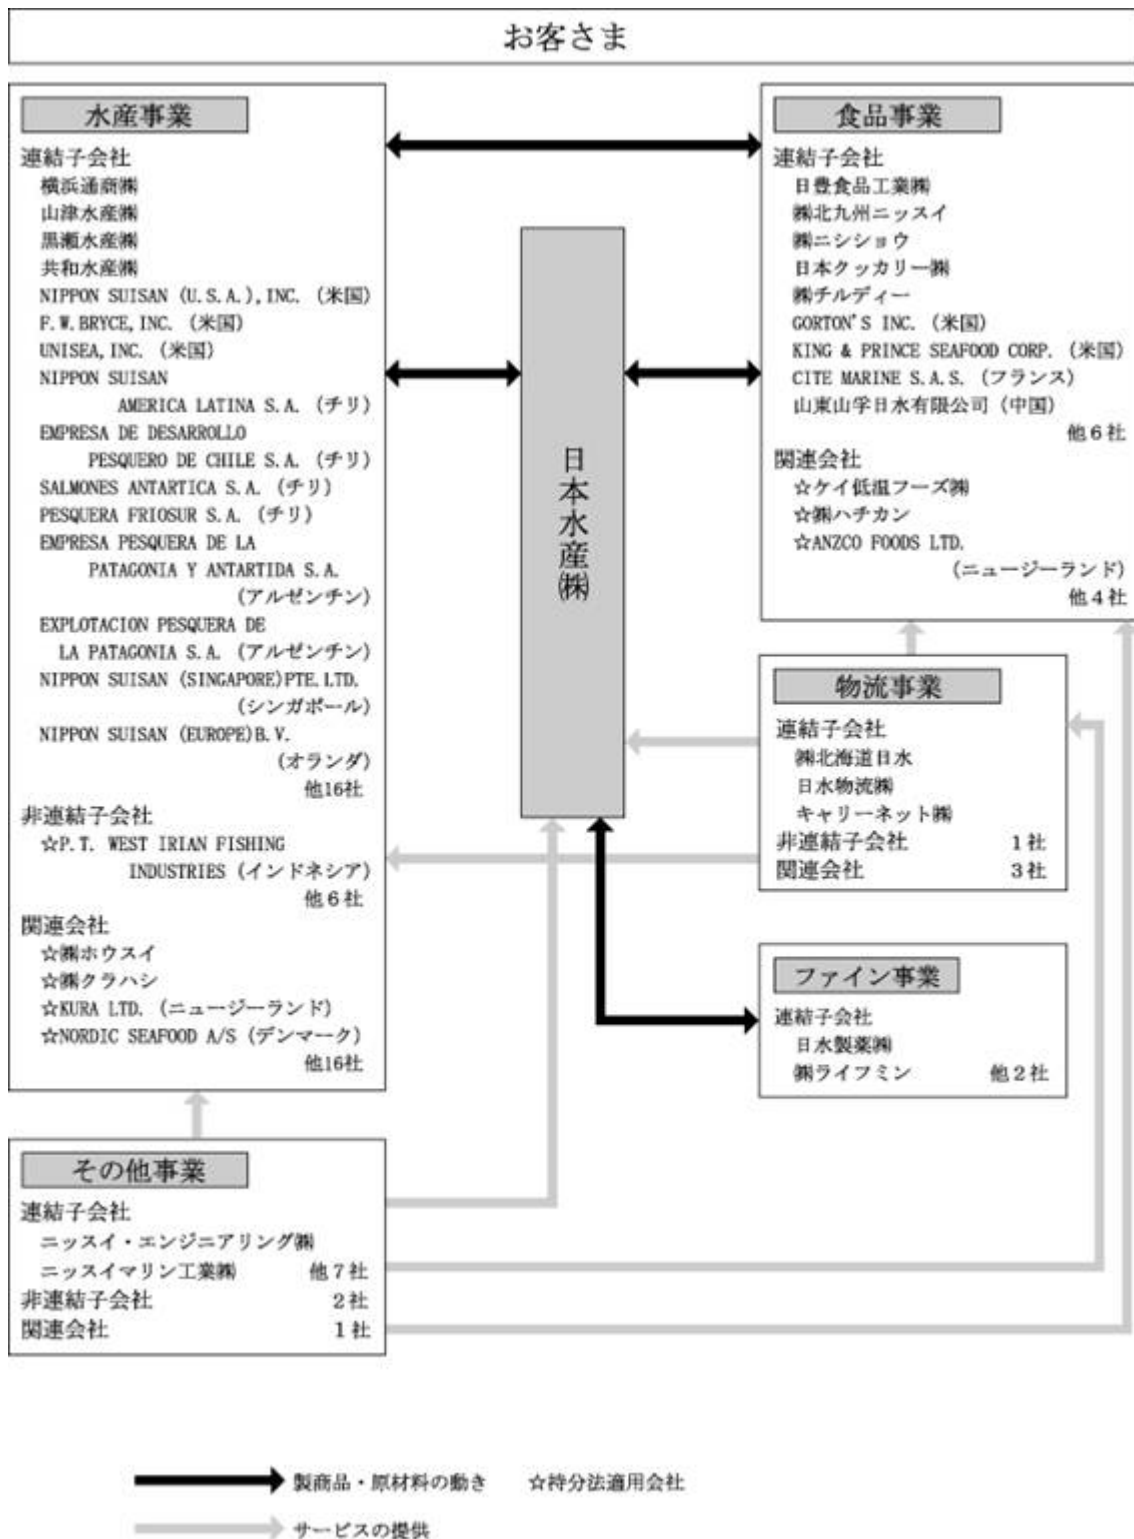 お客さま
水産事業
連結子会社
横浜通商㈱
山津水産㈱
黒瀬水産㈱
共和水産㈱
NIPPON SUISAN (U.S.A.),INC. (米国)
F.W.BRYCE,INC. (米国)
UNISEA,INC. (米国)
NIPPON SUISAN
AMERICA LATINA S.A. (チリ)
EMPRESA DE DESARROLLO
PESQUERO DE CHILE S.A. (チリ)
SALMONES ANTARTICA S.A. (チリ)
PESQUERA FRIOSUR S.A. (チリ)
EMPRESA PESQUERA DE LA
PATAGONIA Y ANTARTIDA S.A.
(アルゼンチン)
EXPLOTACION PESQUERA DE
LA PATAGONIA S.A. (アルゼンチン)
NIPPON SUISAN (SINGAPORE)PTE.LTD.
(シンガポール)
NIPPON SUISAN (EUROPE)B.V.
(オランダ)
他16社
非連結子会社
☆P.T. WEST IRIAN FISHING
INDUSTRIES (インドネシア)
他6社
関連会社
☆㈱ホウスイ
☆㈱クラハシ
☆KURA LTD. (ニュージーランド)
☆NORDIC SEAFOOD A/S (デンマーク)
他16社
日本水産㈱
食品事業
連結子会社
日豊食品工業㈱
㈱北九州ニッスイ
㈱ニシショウ
日本クッカリー㈱
㈱チルディー
GORTON'S INC. (米国)
KING & PRINCE SEAFOOD CORP. (米国)
CITE MARINE S.A.S. (フランス)
山東山孚日水有限公司 (中国)
他6社
関連会社
☆ケイ低温フーズ㈱
☆㈱ハチカン
☆ANZCO FOODS LTD.
(ニュージーランド)
他4社
物流事業
連結子会社
㈱北海道日水
日水物流㈱
キャリーネット㈱
非連結子会社 1社
関連会社 3社
ファイン事業
連結子会社
日水製薬㈱
㈱ライフミン 他2社
その他事業
連結子会社
ニッスイ・エンジニアリング㈱
ニッスイマリン工業㈱ 他7社
非連結子会社 2社
関連会社 1社
製商品・原材料の動き ☆持分法適用会社
サービスの提供